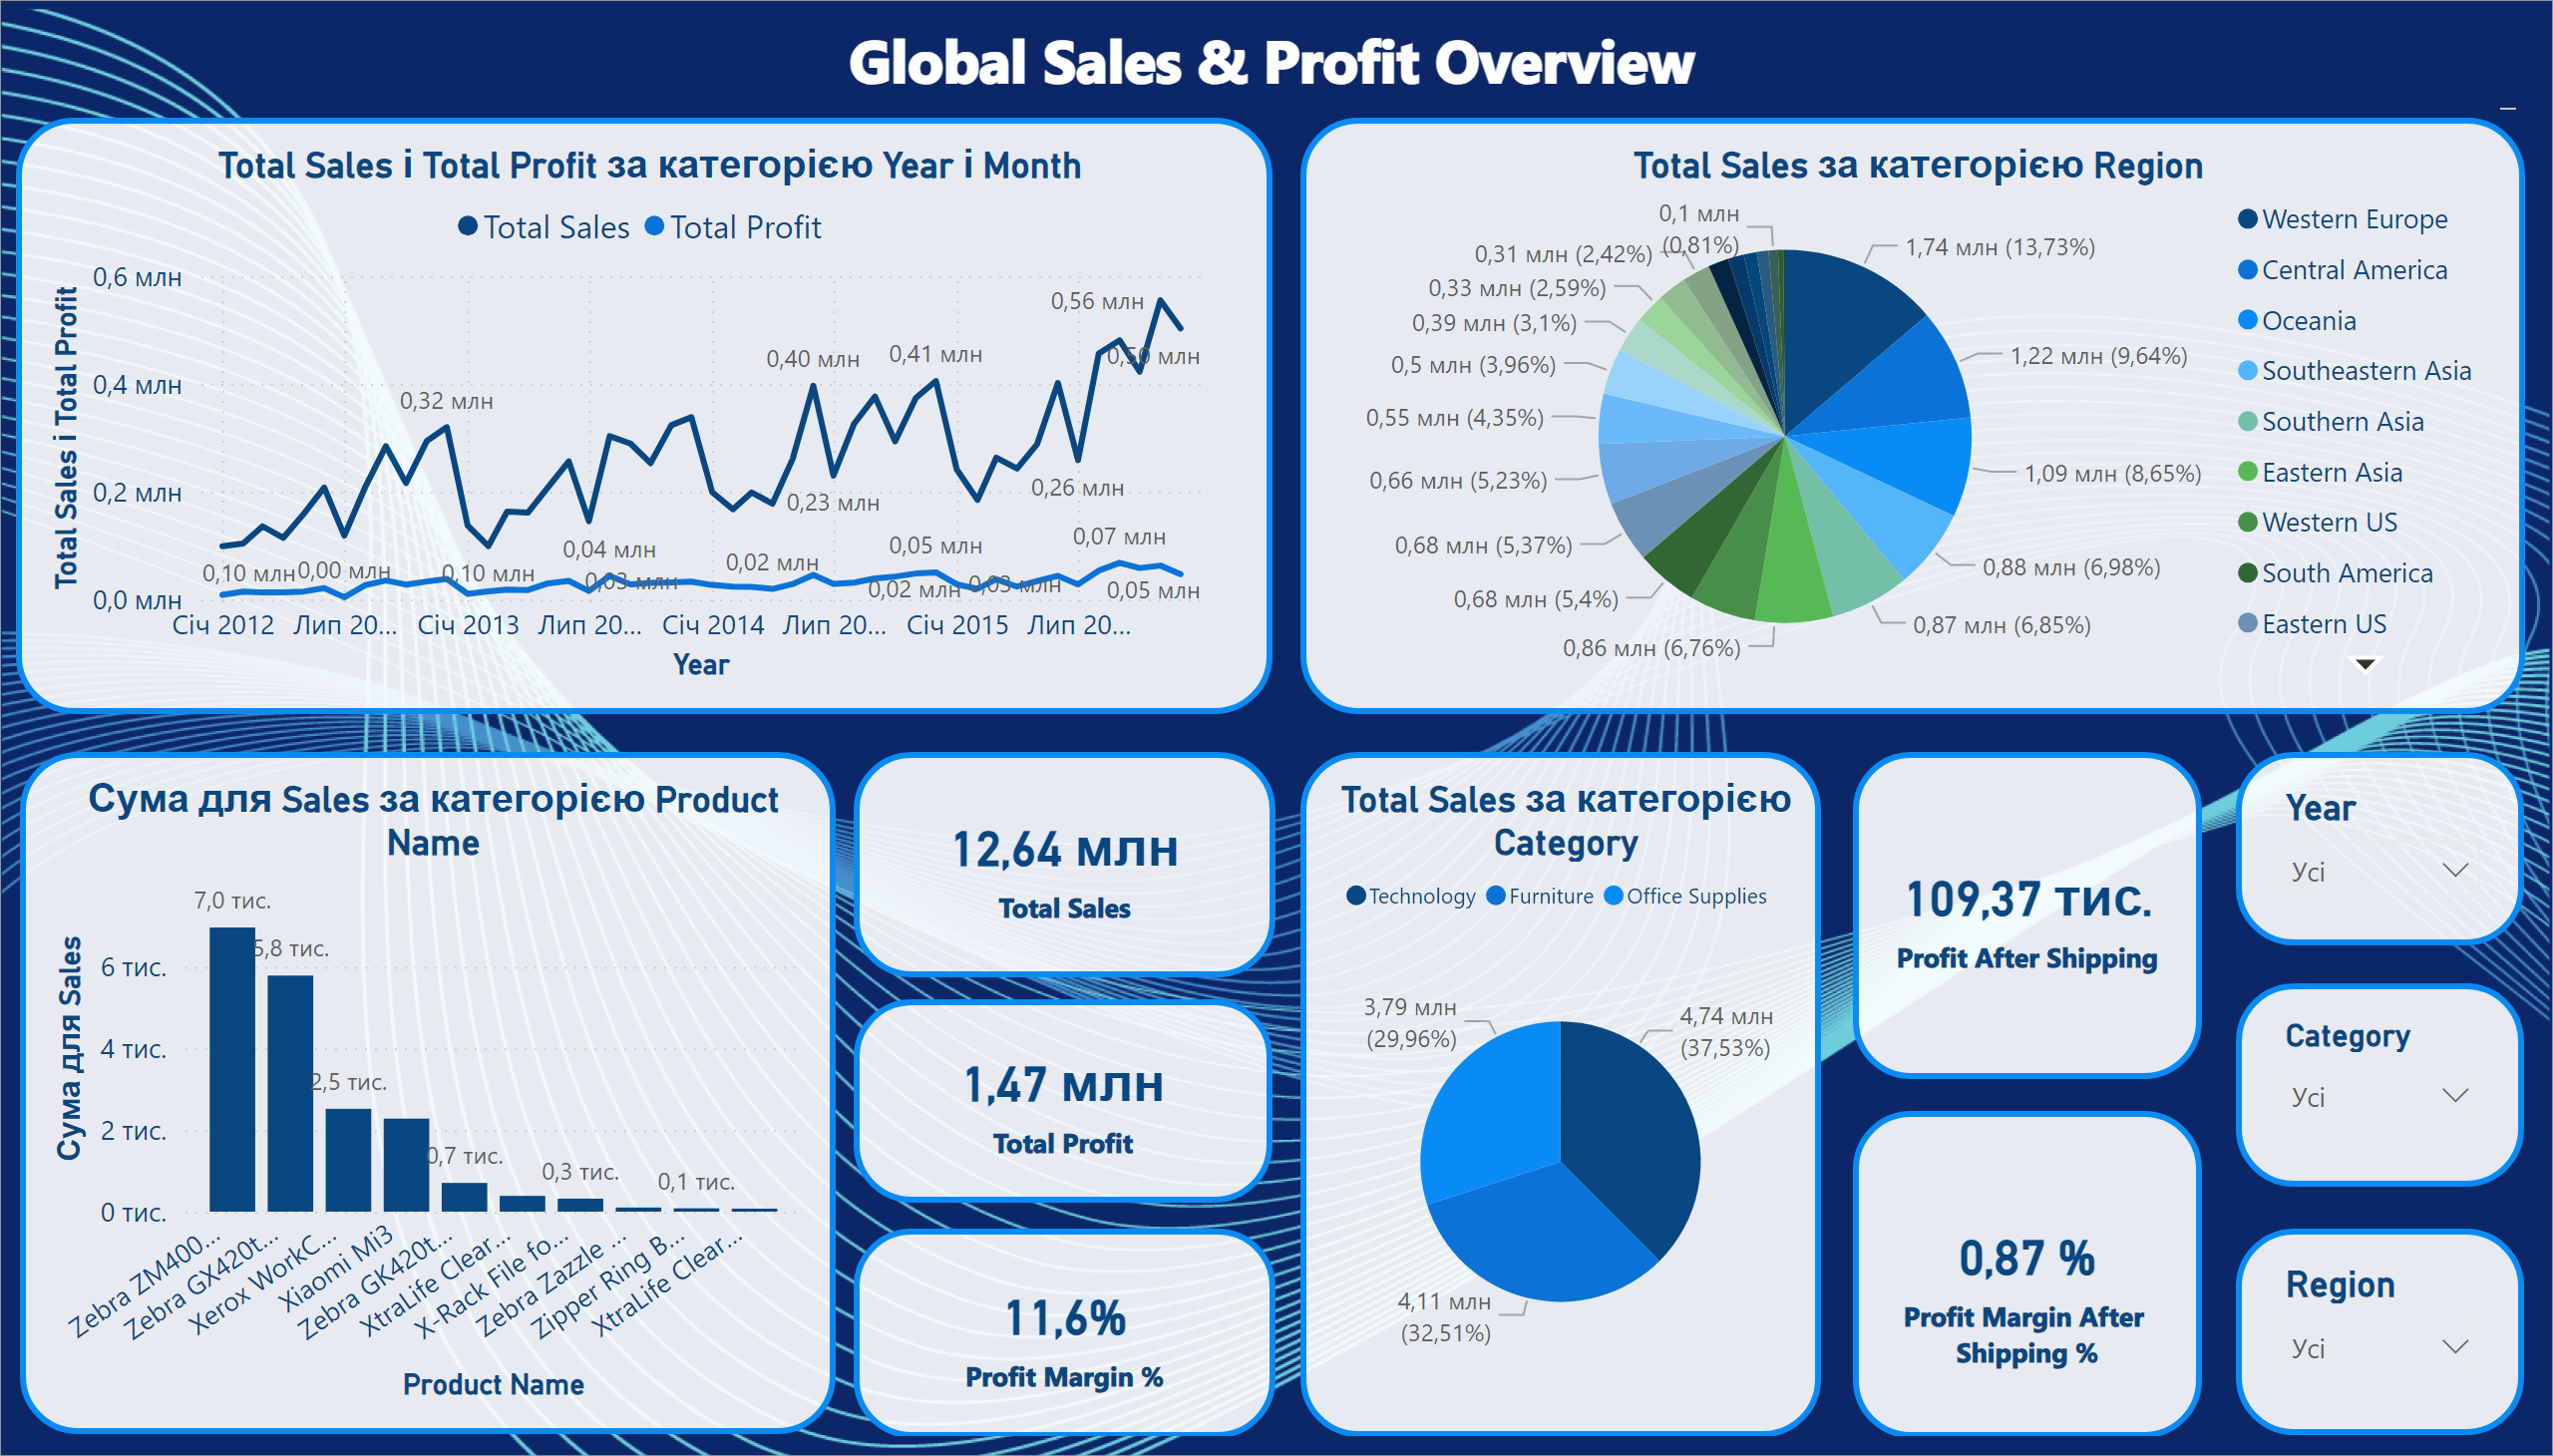 Global Sales & Profit Overview
Total Sales і Total Profit за категорією Year і Month
Total Sales
Total Profit
Total Sales і Total Profit
0,6 млн
0,4 млн
0,2 млн
0,0 млн
0,10 млн
0,00 млн
0,32 млн
0,10 млн
0,04 млн
0,03 млн
0,02 млн
0,40 млн
0,23 млн
0,41 млн
0,05 млн
0,02 млн
0,03 млн
0,26 млн
0,56 млн
0,50 млн
0,07 млн
0,05 млн
Січ 2012
Лип 20...
Січ 2013
Лип 20...
Січ 2014
Лип 20...
Січ 2015
Лип 20...
Year
Total Sales за категорією Region
1,74 млн (13,73%)
1,22 млн (9,64%)
1,09 млн (8,65%)
0,88 млн (6,98%)
0,87 млн (6,85%)
0,86 млн (6,76%)
0,68 млн (5,4%)
0,68 млн (5,37%)
0,66 млн (5,23%)
0,55 млн (4,35%)
0,5 млн (3,96%)
0,39 млн (3,1%)
0,33 млн (2,59%)
0,31 млн (2,42%)
0,1 млн
(0,81%)
Western Europe
Central America
Oceania
Southeastern Asia
Southern Asia
Eastern Asia
Western US
South America
Eastern US
Сума для Sales за категорією Product
Name
Сума для Sales
6 тис.
4 тис.
2 тис.
0 тис.
7,0 тис.
5,8 тис.
2,5 тис.
0,7 тис.
0,3 тис.
0,1 тис.
Zebra ZM400...
Zebra GX420t...
Xerox WorkC...
Xiaomi Mi3
Zebra GK420t...
XtraLife Clear...
X-Rack File fo...
Zebra Zazzle ...
Zipper Ring B...
XtraLife Clear...
Product Name
12,64 млн
Total Sales
1,47 млн
Total Profit
11,6%
Profit Margin %
Total Sales за категорією
Category
Technology
Furniture
Office Supplies
3,79 млн
(29,96%)
4,74 млн
(37,53%)
4,11 млн
(32,51%)
109,37 тис.
Profit After Shipping
0,87 %
Profit Margin After
Shipping %
Year
Усі
Category
Усі
Region
Усі